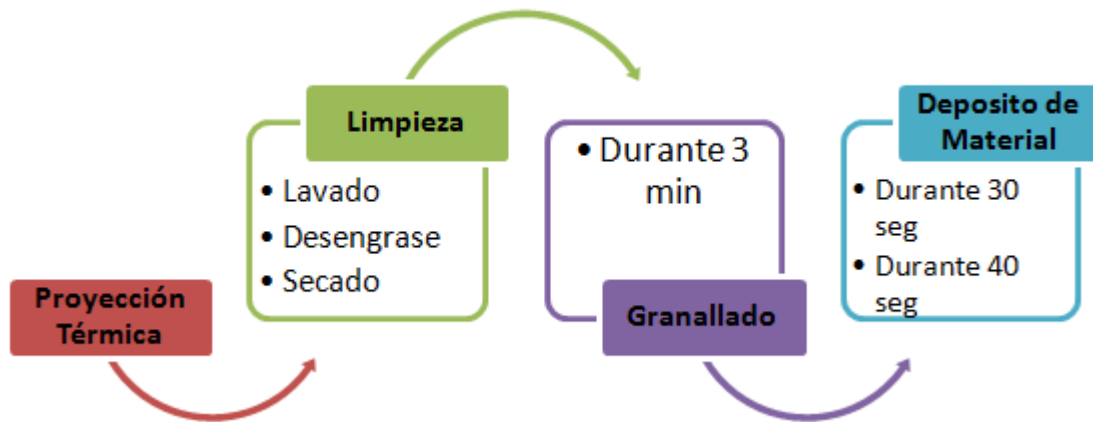 Proyección
Térmica
Limpieza
• Lavado
• Desengrase
• Secado
• Durante 3
min
Granallado
Deposito de
Material
• Durante 30
seg
• Durante 40
seg